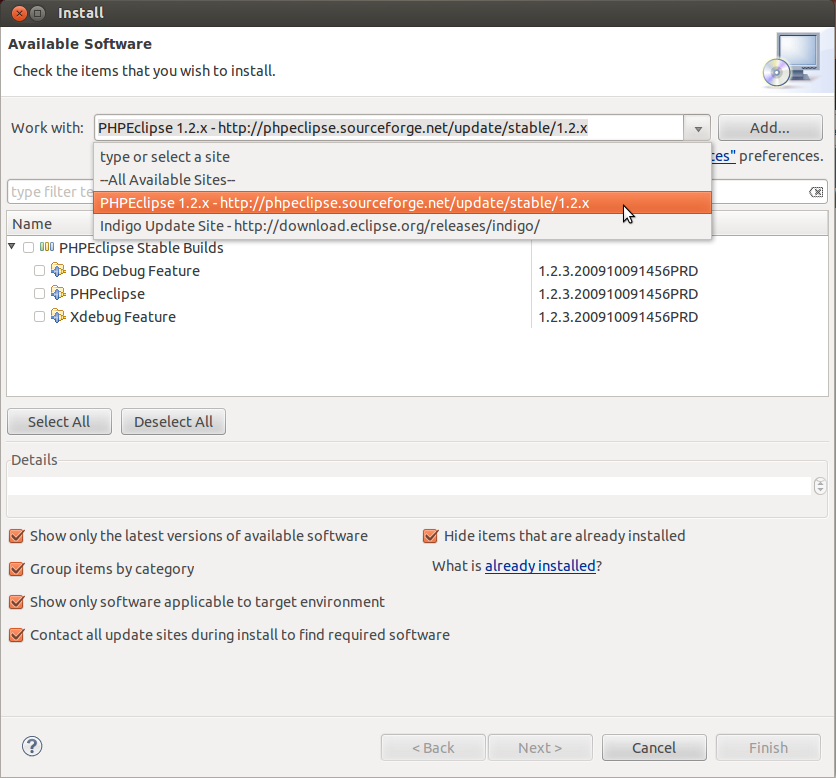 Install
Available Software
Check the items that you wish to install.
Work with: PHPEclipse 1.2.x - http://phpeclipse.sourceforge.net/update/stable/1.2.x Add...
type or select a site
--All Available Sites--
PHPEclipse 1.2.x - http://phpeclipse.sourceforge.net/update/stable/1.2.x
Indigo Update Site - http://download.eclipse.org/releases/indigo/
preferences.
type filter
Name
PHPEclipse Stable Builds
DBG Debug Feature 1.2.3.200910091456PRD
PHPeclipse 1.2.3.200910091456PRD
Xdebug Feature 1.2.3.200910091456PRD
Select All Deselect All
Details
Show only the latest versions of available software Hide items that are already installed
Group items by category What is already installed?
Show only software applicable to target environment
Contact all update sites during install to find required software
? < Back Next > Cancel Finish